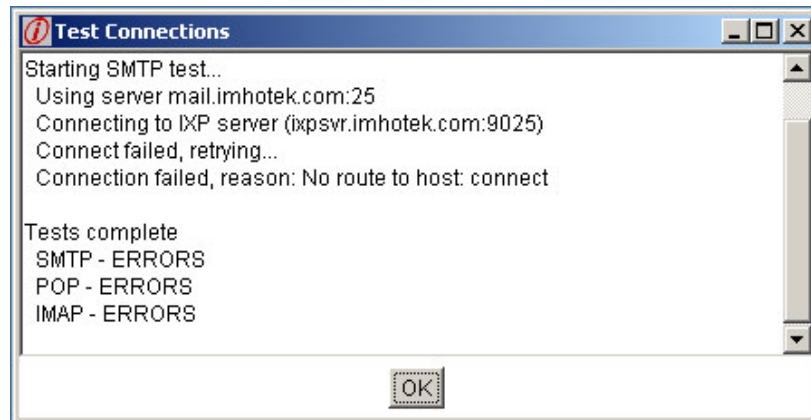 Test Connections
Starting SMTP test...
Using server mail.imhotek.com:25
Connecting to IXP server (ixpsvr.imhotek.com:9025)
Connect failed, retrying...
Connection failed, reason: No route to host: connect
Tests complete
SMTP - ERRORS
POP - ERRORS
IMAP - ERRORS
OK